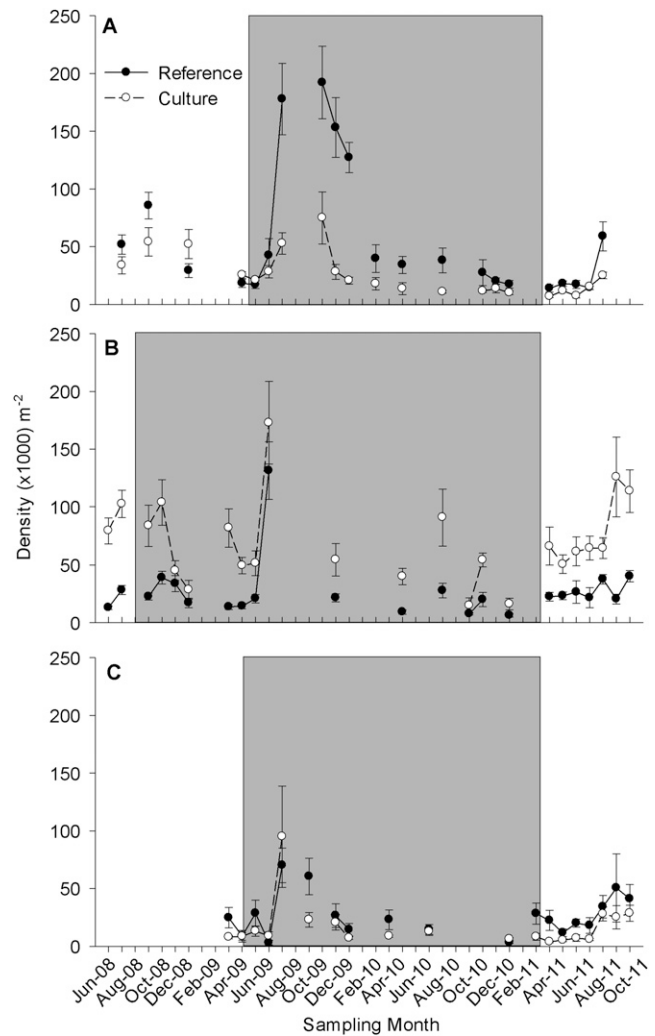 A
250
200
150
100
50
0
Reference
Culture
B
250
200
150
100
50
0
Density (x1000) m-2
C
250
200
150
100
50
0
Jun-08
Aug-08
Oct-08
Dec-08
Feb-09
Apr-09
Jun-09
Aug-09
Oct-09
Dec-09
Feb-10
Apr-10
Jun-10
Aug-10
Oct-10
Dec-10
Feb-11
Apr-11
Jun-11
Aug-11
Oct-11
Sampling Month